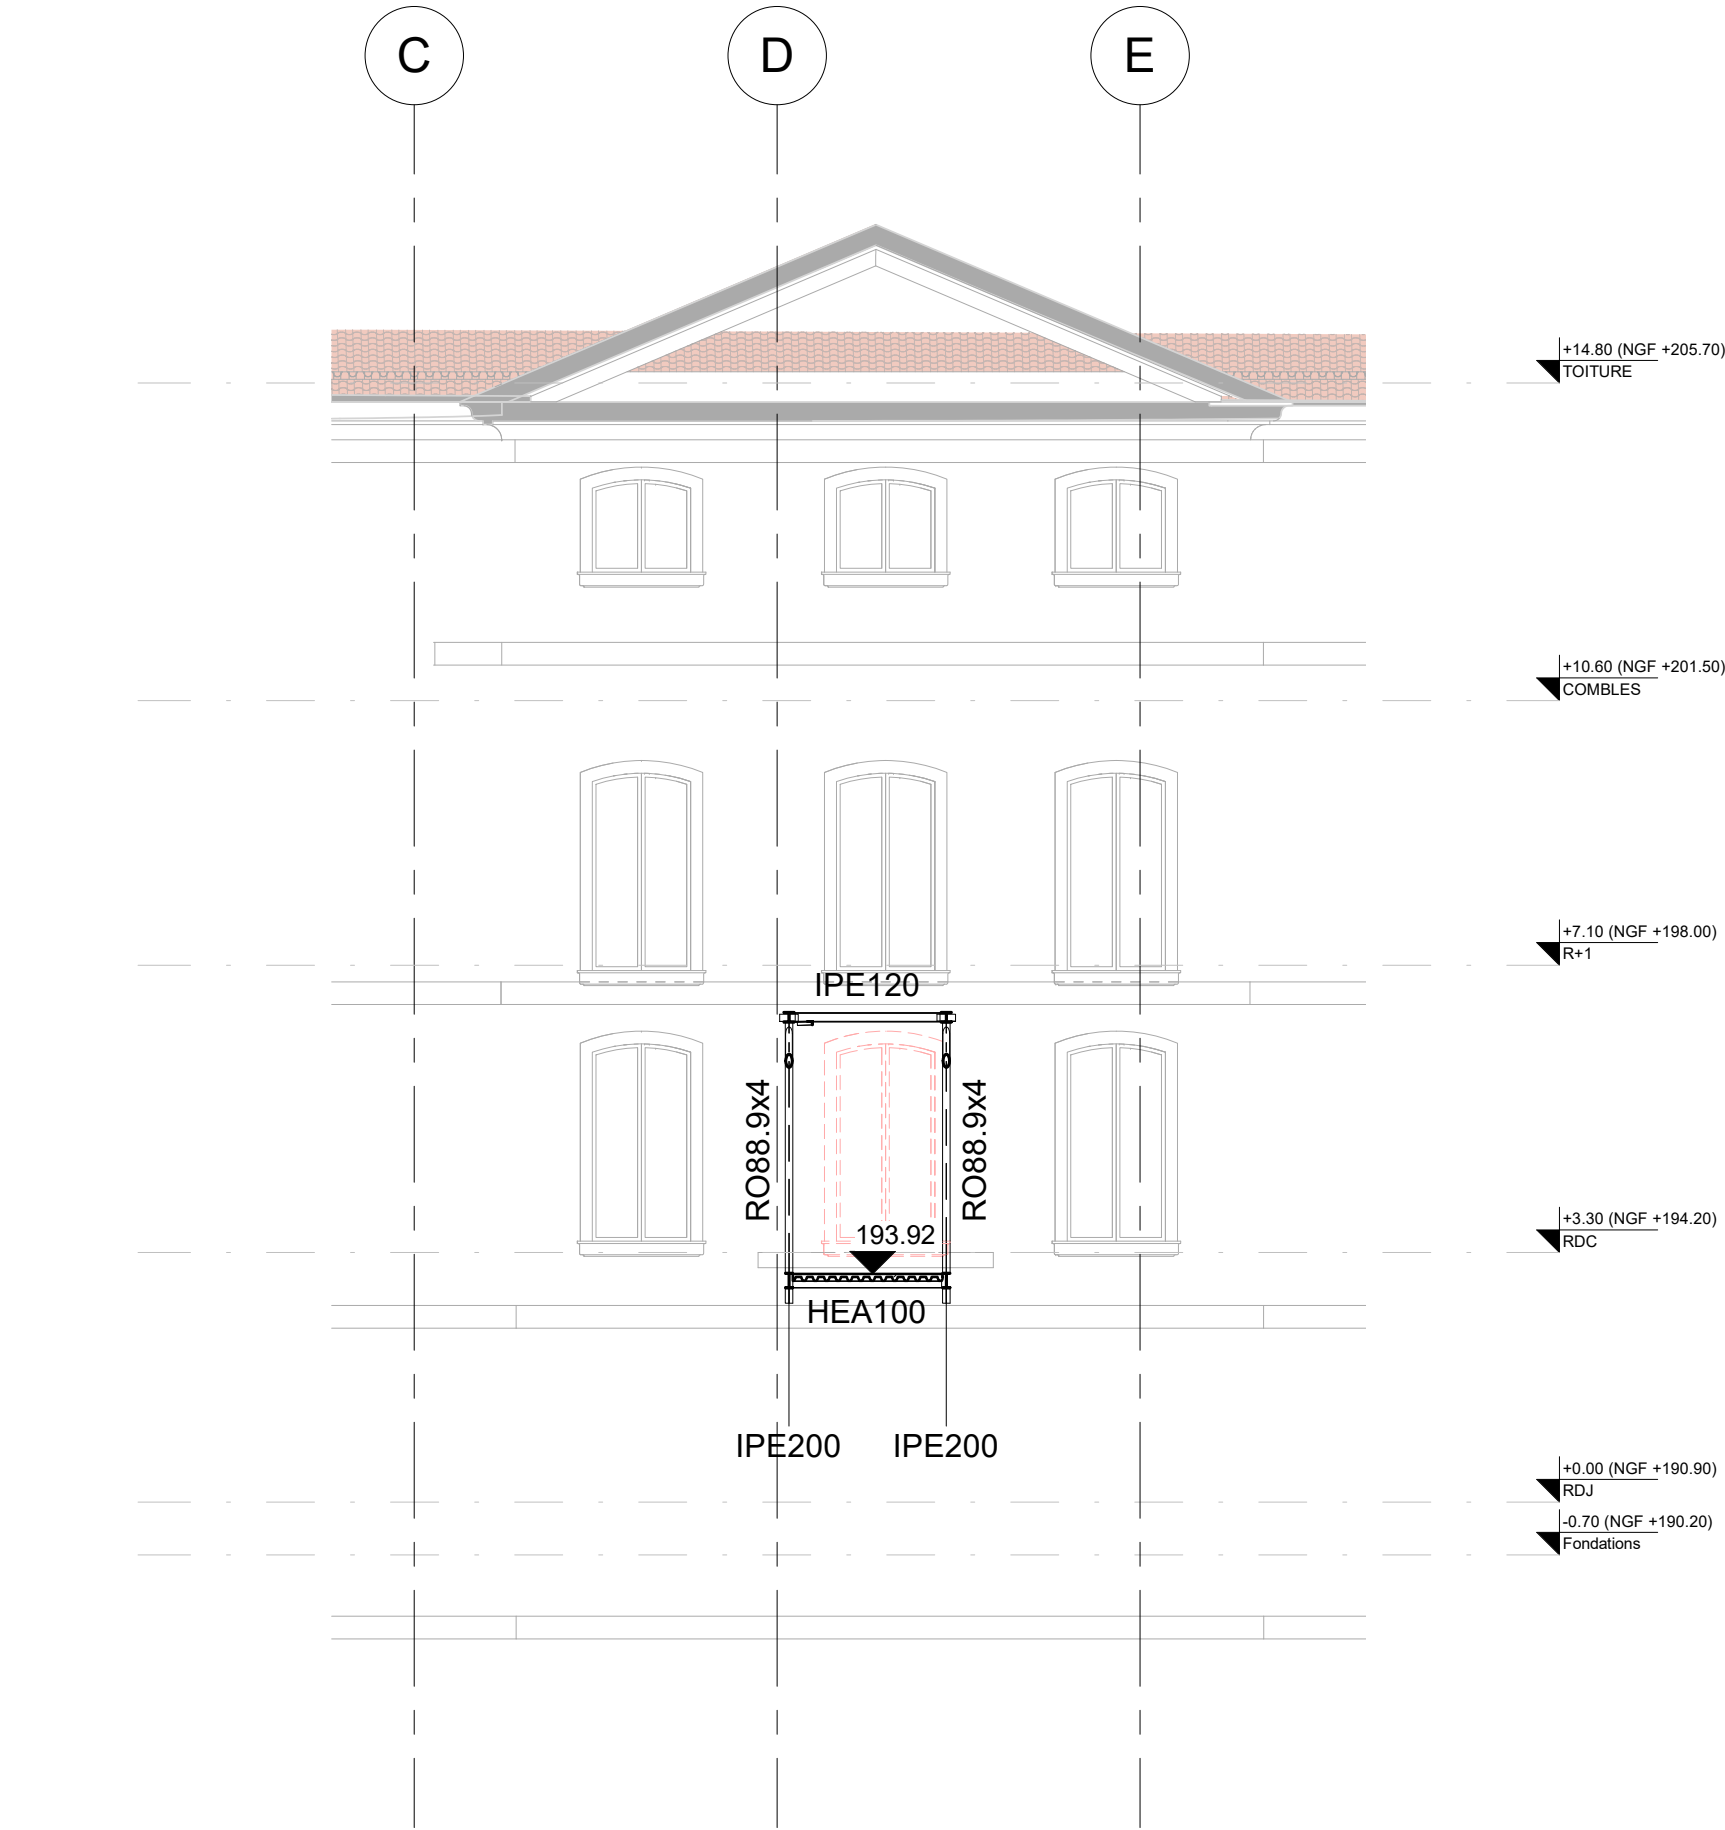 C
D
E
+14.80 (NGF +205.70)
TOITURE
+10.60 (NGF +201.50)
COMBLES
+7.10 (NGF +198.00)
R+1
IPE120
RO88.9x4
RO88.9x4
193.92
+3.30 (NGF +194.20)
RDC
HEA100
IPE200
IPE200
+0.00 (NGF +190.90)
RDJ
-0.70 (NGF +190.20)
Fondations